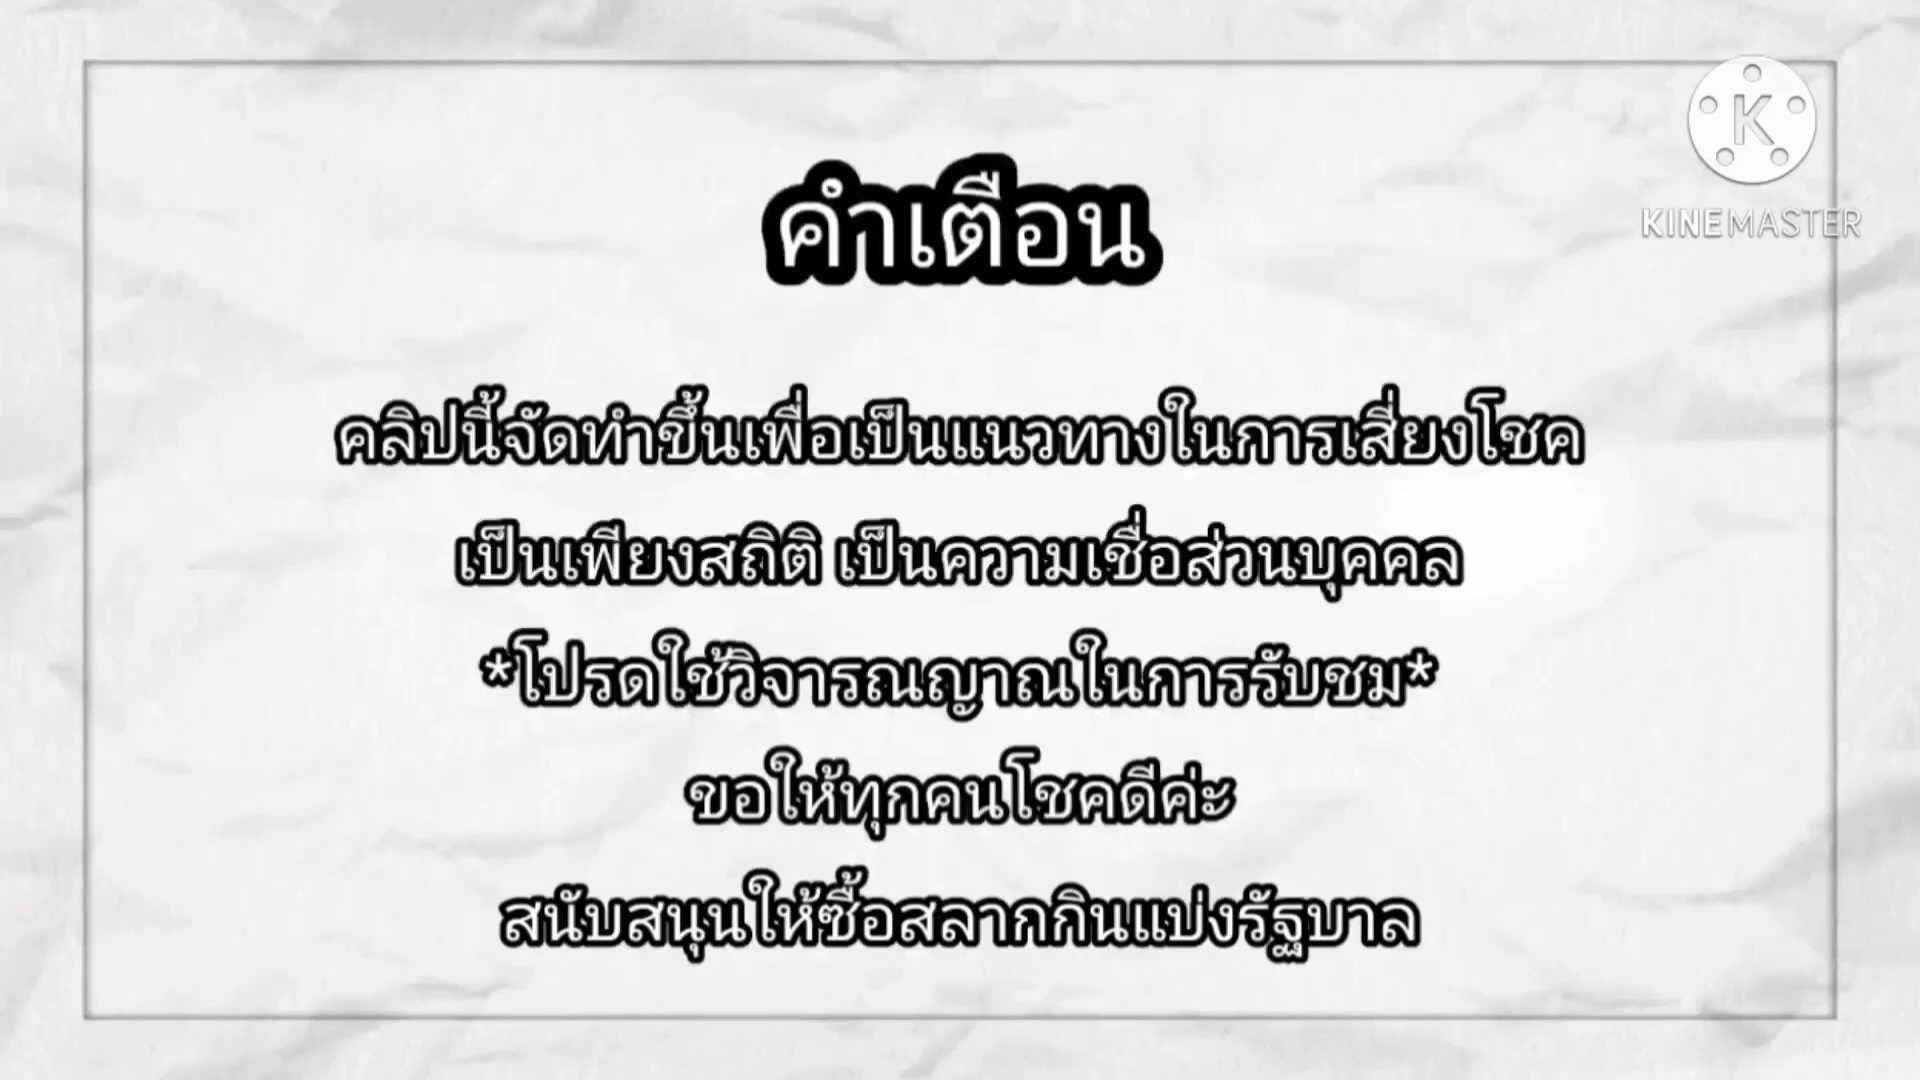 คำเตือน
คลิปนี้จัดทำขึ้นเพื่อเป็นแนวทางในการเสี่ยงโชค
เป็นเพียงสถิติ เป็นความเชื่อส่วนบุคคล
*โปรดใช้วิจารณญาณในการรับชม*
ขอให้ทุกคนโชคดีค่ะ
สนับสนุนให้ซื้อสลากกินแบ่งรัฐบาล
K
KINEMASTER